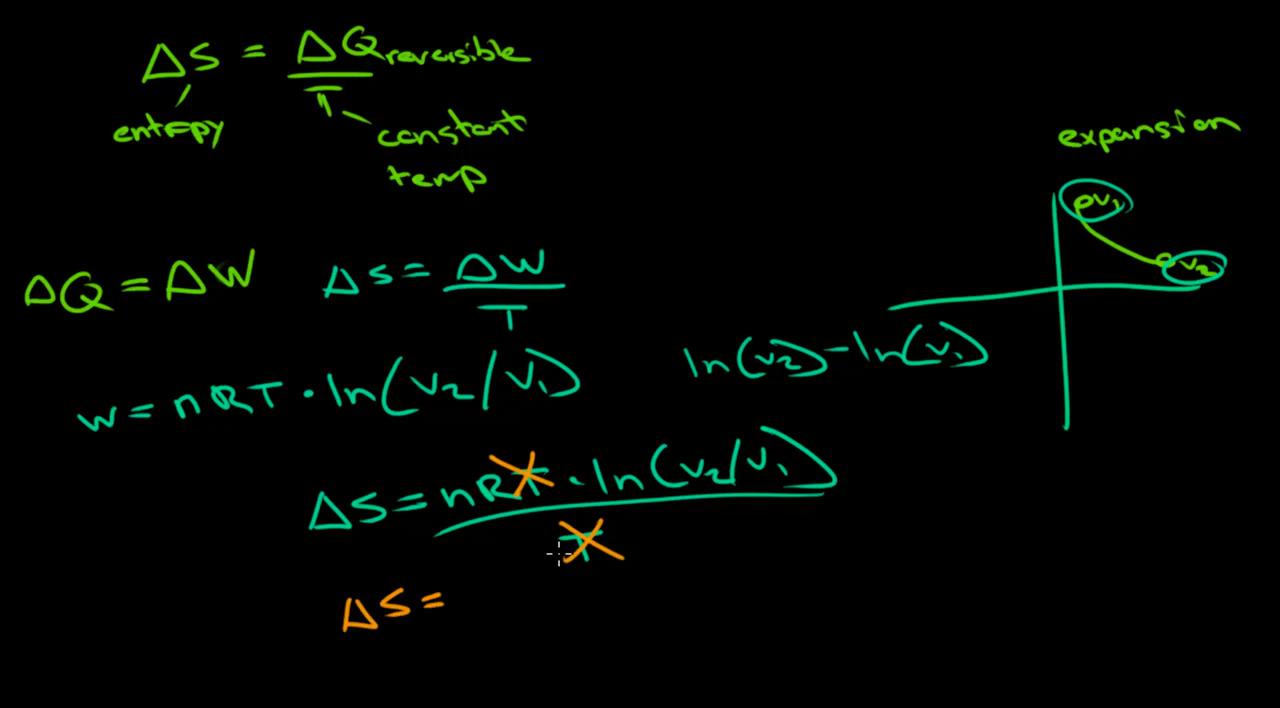 ΔS = ΔQreversible
T
entropy
constant
temp
expansion
PV1
V2
ΔQ = ΔW
ΔS = ΔW
T
w = nRT · ln(V2/V1)
ln(V2) - ln(V1)
ΔS = nRT · ln(V2/V1)
T
ΔS =